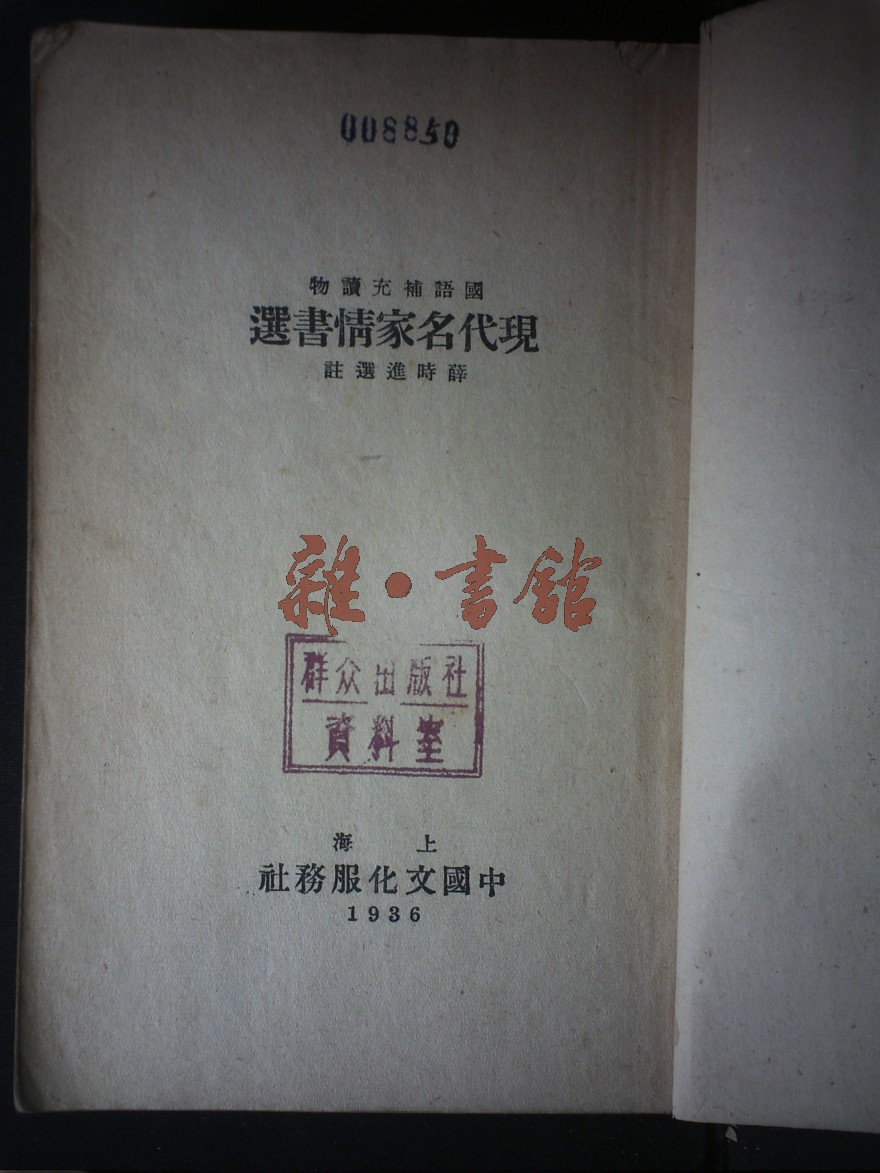 008850
國語補充讀物
現代名家情書選
薛時進選註
雜·書舘
群众出版社
資料室
上海
中國文化服務社
1936